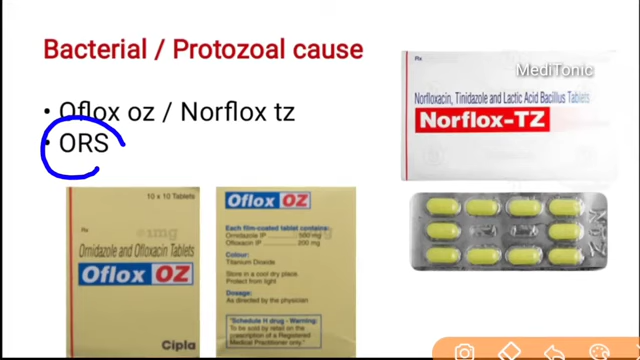 Bacterial / Protozoal cause
• Oflox oz / Norflox tz
• ORS
Rx
MediTonic
Norfloxacin, Tinidazole and Lactic Acid Bacillus Tablets
Norflox-TZ
10 x 10 Tablets
Rx
1mg
Ornidazole and Ofloxacin Tablets
Oflox OZ
Cipla
Oflox OZ
Each film-coated tablet contains:
Ornidazole IP 500 mg
Ofloxacin IP 200 mg
Colour:
Titanium Dioxide
Store in a cool dry place.
Protect from light
Dosage:
As directed by the physician
"Schedule H drug - Warning:
To be sold by retail on the
prescription of a Registered
Medical Practitioner only."